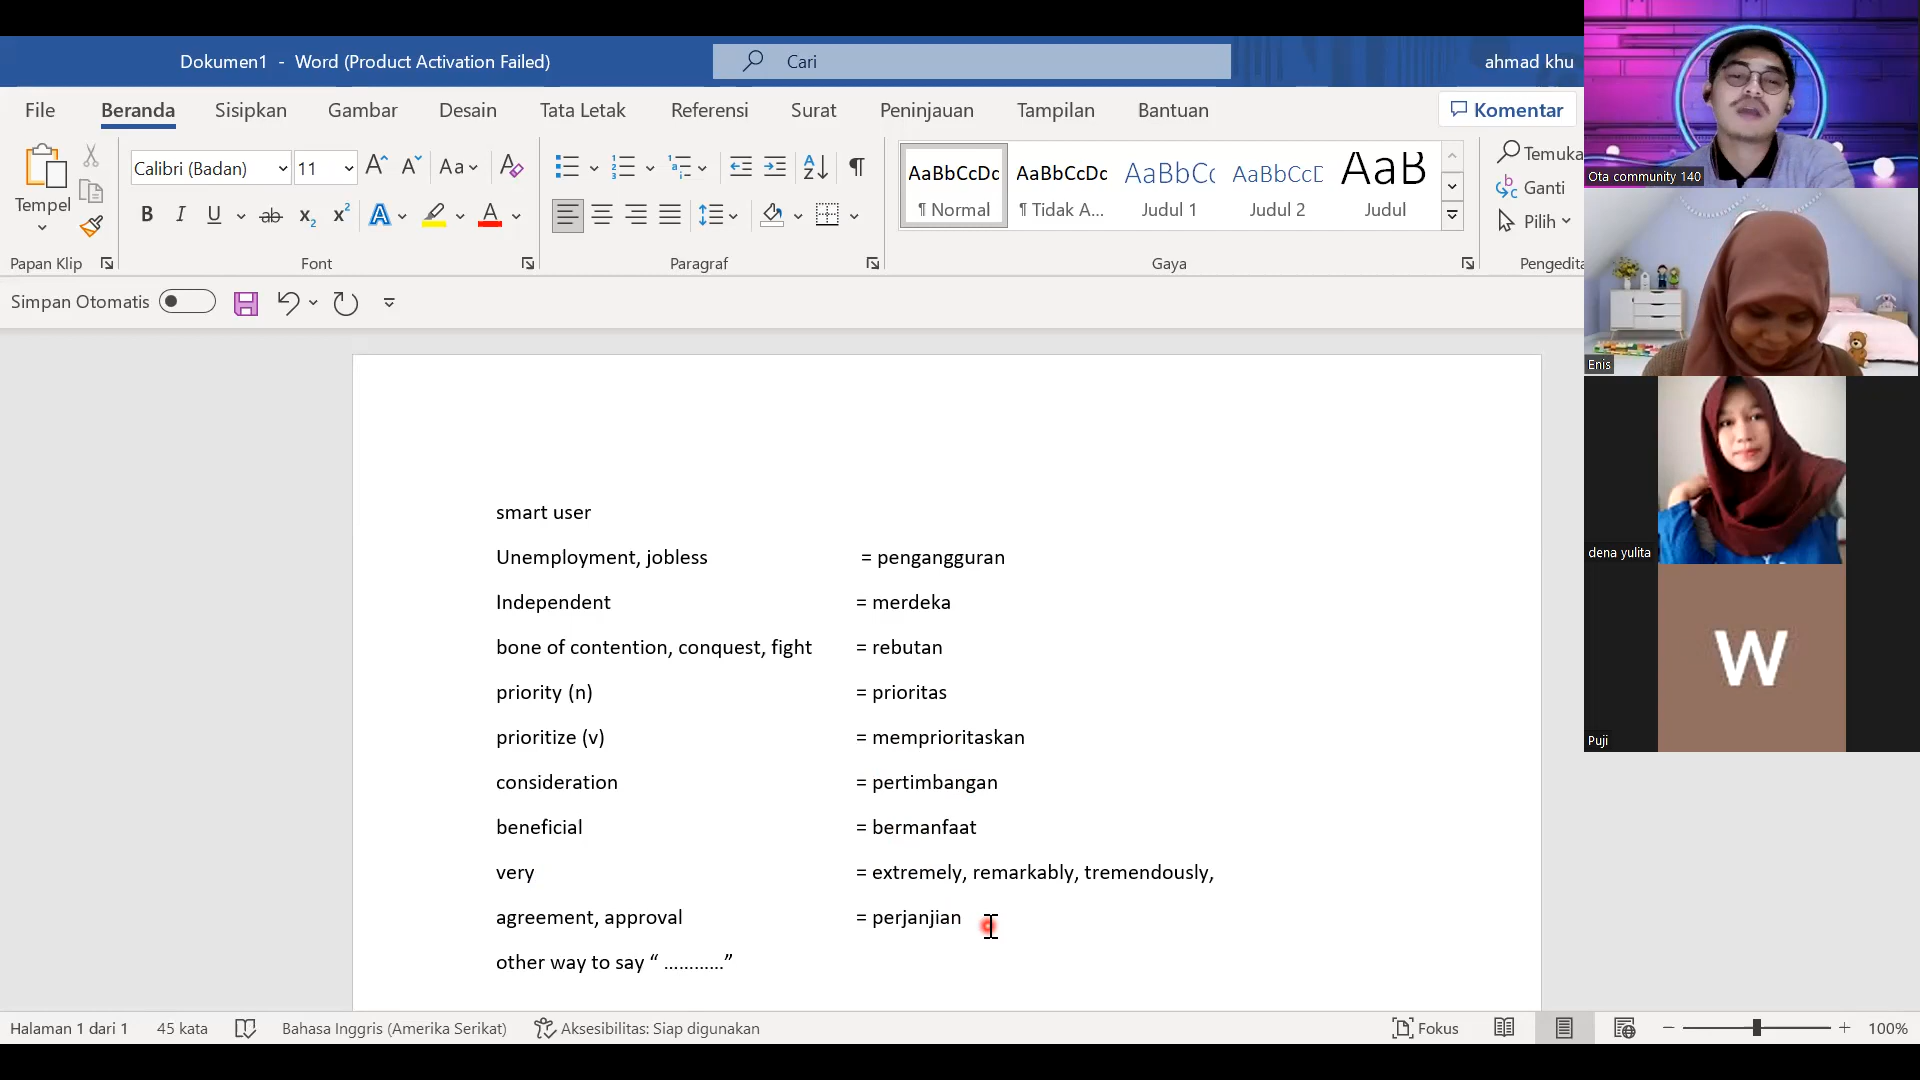 Dokumen1 - Word (Product Activation Failed)
Cari
ahmad khu
File Beranda Sisipkan Gambar Desain Tata Letak Referensi Surat Peninjauan Tampilan Bantuan Komentar
Tempel
Papan Klip
Calibri (Badan) 11
Font
Paragraf
AaBbCcDc AaBbCcDc AaBbCc AaBbCcD AaB
¶ Normal ¶ Tidak A... Judul 1 Judul 2 Judul
Gaya
Temuka
Ganti
Pilih
Pengedita
Simpan Otomatis
smart user
Unemployment, jobless = pengangguran
Independent = merdeka
bone of contention, conquest, fight = rebutan
priority (n) = prioritas
prioritize (v) = memprioritaskan
consideration = pertimbangan
beneficial = bermanfaat
very = extremely, remarkably, tremendously,
agreement, approval = perjanjian
other way to say “ …………”
Halaman 1 dari 1 45 kata Bahasa Inggris (Amerika Serikat) Aksesibilitas: Siap digunakan Fokus 100%
Ota community 140
Enis
dena yulita
W
Puji